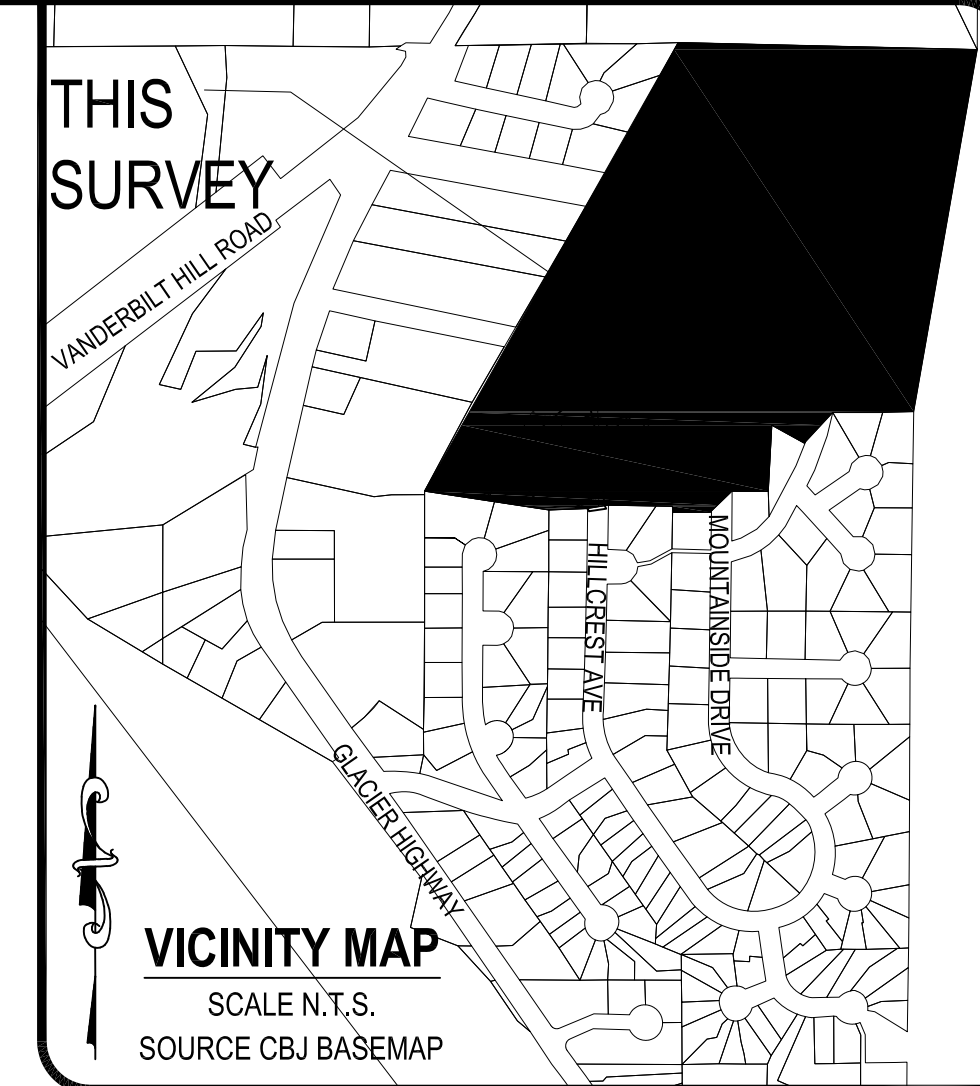 THIS
SURVEY
VANDERBILT HILL ROAD
HILLCREST AVE
MOUNTAINSIDE DRIVE
GLACIER HIGHWAY
VICINITY MAP
SCALE N.T.S.
SOURCE CBJ BASEMAP